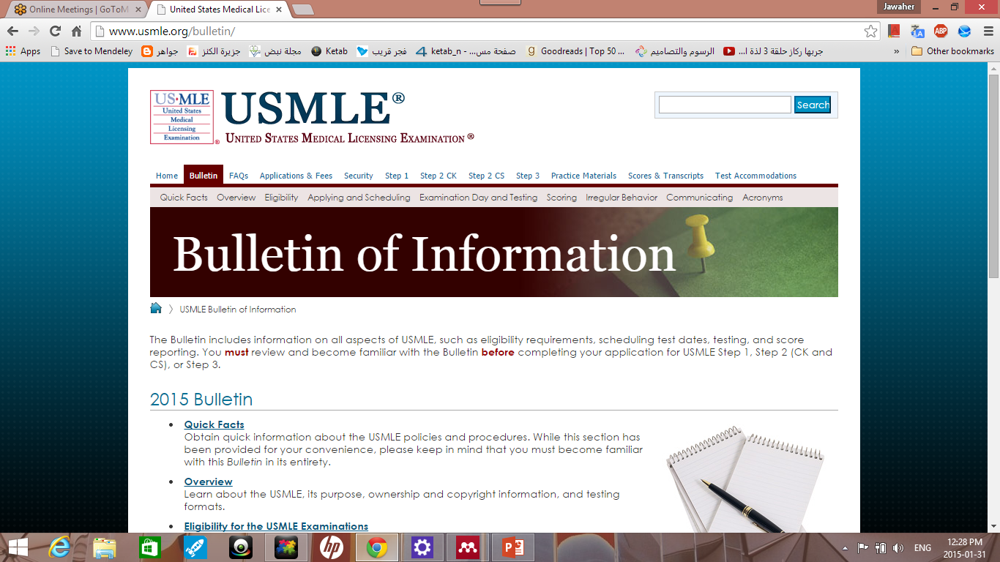 Online Meetings | GoToM
United States Medical Lice
Jawaher
www.usmle.org/bulletin/
Apps Save to Mendeley جواهر جزيرة الكنز مجلة نبض Ketab فجر قريب ketab_n - صفحة مس... Goodreads | Top 50 ... الرسوم والتصاميم جربها ركاز حلقة 3 لذة ا... » Other bookmarks
US MLE
United States
Medical
Licensing
Examination
®
USMLE®
UNITED STATES MEDICAL LICENSING EXAMINATION ®
Search
Home Bulletin FAQs Applications & Fees Security Step 1 Step 2 CK Step 2 CS Step 3 Practice Materials Scores & Transcripts Test Accommodations
Quick Facts Overview Eligibility Applying and Scheduling Examination Day and Testing Scoring Irregular Behavior Communicating Acronyms
Bulletin of Information
USMLE Bulletin of Information
The Bulletin includes information on all aspects of USMLE, such as eligibility requirements, scheduling test dates, testing, and score
reporting. You must review and become familiar with the Bulletin before completing your application for USMLE Step 1, Step 2 (CK and
CS), or Step 3.
2015 Bulletin
Quick Facts
Obtain quick information about the USMLE policies and procedures. While this section has
been provided for your convenience, please keep in mind that you must become familiar
with this Bulletin in its entirety.
Overview
Learn about the USMLE, its purpose, ownership and copyright information, and testing
formats.
Eligibility for the USMLE Examinations
ENG
12:28 PM
2015-01-31